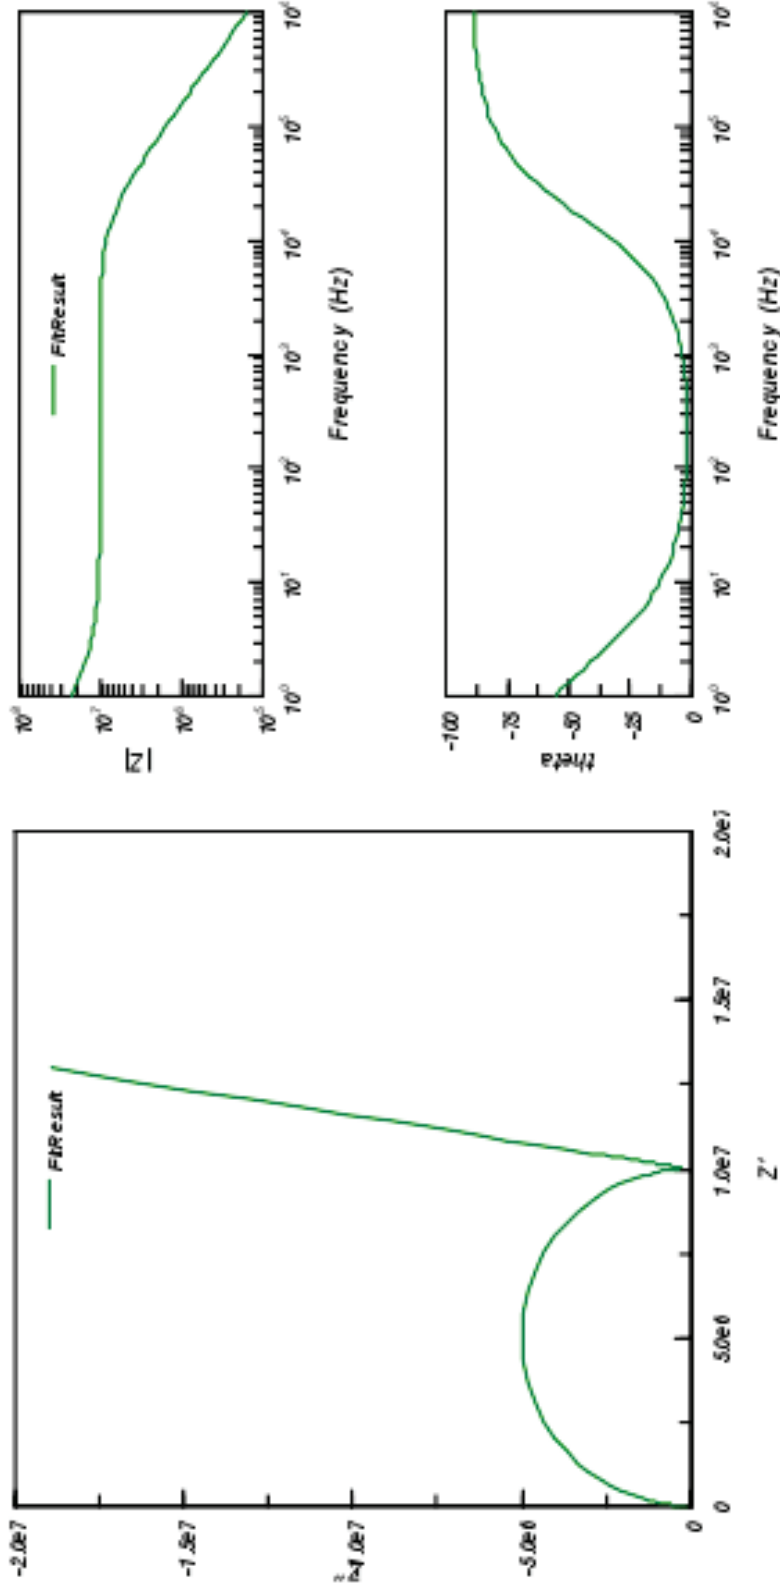 FitResult
|Z|
10⁸
10⁷
10⁶
10⁵
10⁰
10¹
10²
10³
10⁴
10⁵
10⁶
Frequency (Hz)
theta
-100
-75
-50
-25
0
10⁰
10¹
10²
10³
10⁴
10⁵
10⁶
Frequency (Hz)
FitResult
-2.0e7
-1.5e7
-1.0e7
-5.0e6
0
0
5.0e6
1.0e7
1.5e7
2.0e7
Z'